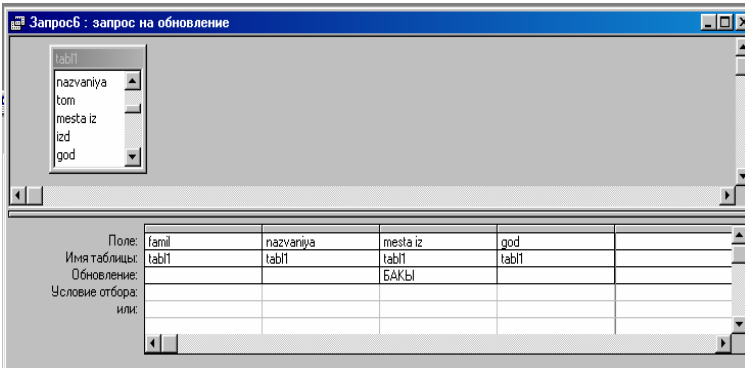 Запрос6 : запрос на обновление
tabl1
nazvaniya
tom
mesta iz
izd
god
Поле: famil nazvaniya mesta iz god
Имя таблицы: tabl1 tabl1 tabl1 tabl1
Обновление: БАКЫ
Условие отбора:
или: